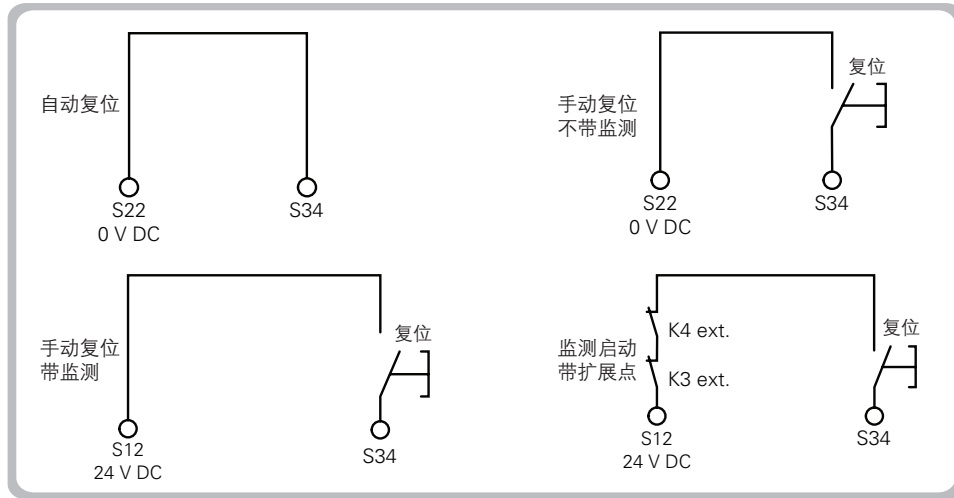 自动复位
S22
0 V DC
S34
手动复位
不带监测
复位
S22
0 V DC
S34
手动复位
带监测
复位
S12
24 V DC
S34
监测启动
带扩展点
K4 ext.
K3 ext.
复位
S12
24 V DC
S34